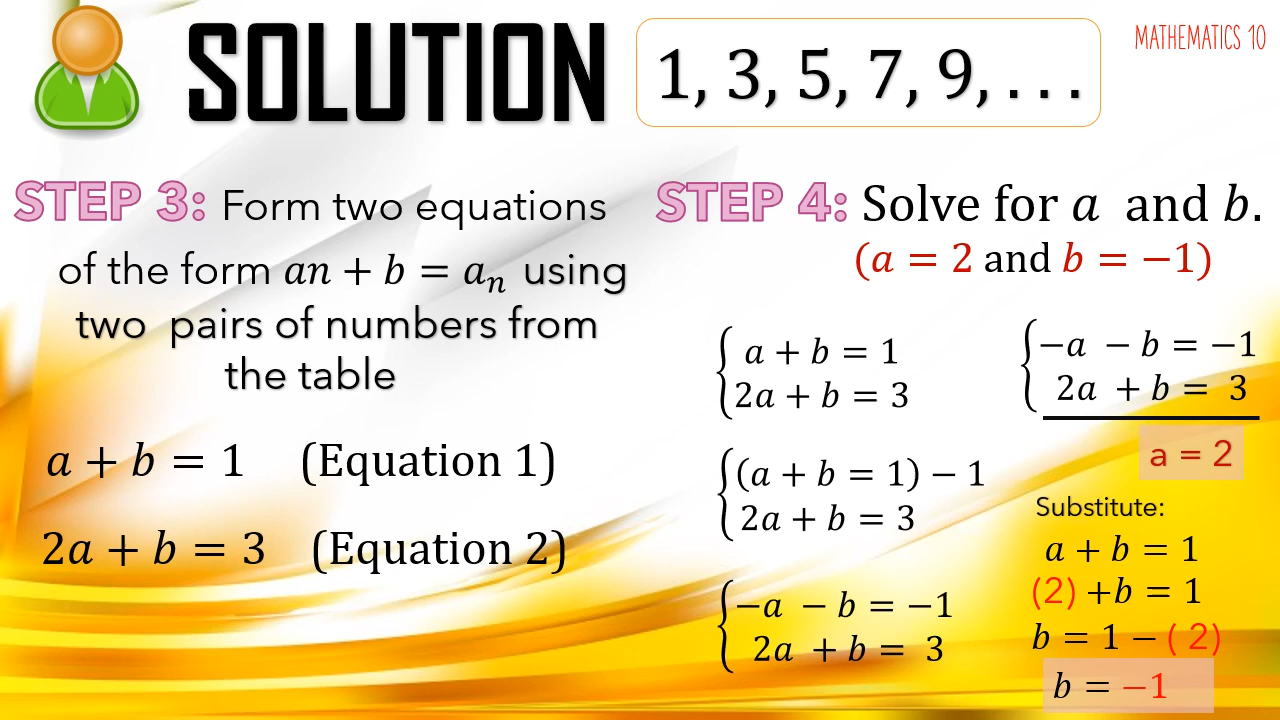 SOLUTION
1, 3, 5, 7, 9, . . .
MATHEMATICS 10
STEP 3: Form two equations
of the form an + b = aₙ using
two pairs of numbers from
the table
a + b = 1 (Equation 1)
2a + b = 3 (Equation 2)
STEP 4: Solve for a and b.
(a = 2 and b = −1)
a + b = 1
2a + b = 3
(a + b = 1) − 1
2a + b = 3
−a − b = −1
2a + b = 3
−a − b = −1
2a + b = 3
a = 2
Substitute:
a + b = 1
(2) +b = 1
b = 1 − ( 2)
b = −1